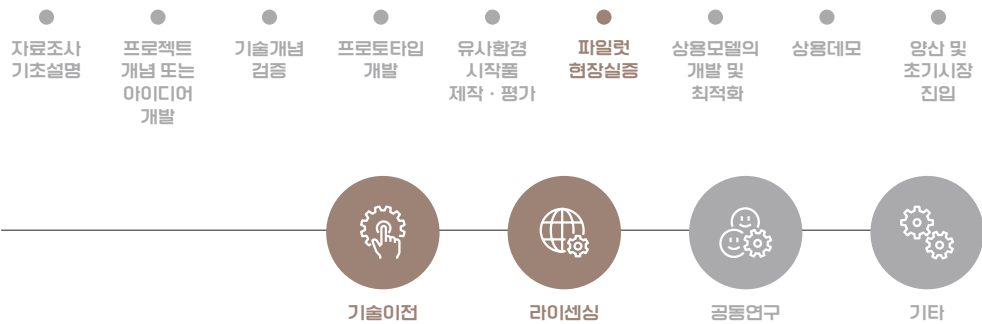 자료조사
기초설명
프로젝트
개념 또는
아이디어
개발
기술개념
검증
프로토타입
개발
유사환경
시작품
제작 · 평가
파일럿
현장실증
상용모델의
개발 및
최적화
상용데모
양산 및
초기시장
진입
기술이전
라이센싱
공동연구
기타